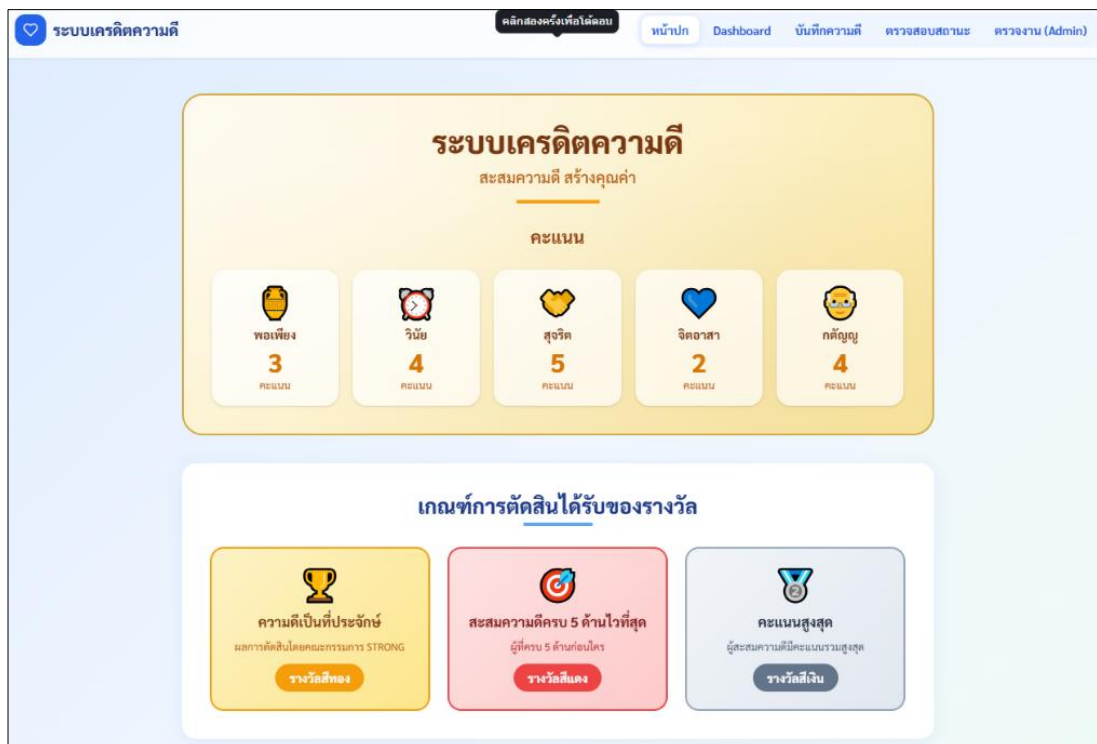 ระบบเครดิตความดี
คลิกสองครั้งเพื่อโต้ตอบ
หน้าปก
Dashboard
บันทึกความดี
ตรวจสอบสถานะ
ตรวจงาน (Admin)
ระบบเครดิตความดี
สะสมความดี สร้างคุณค่า
คะแนน
พอเพียง
3
คะแนน
วินัย
4
คะแนน
สุจริต
5
คะแนน
จิตอาสา
2
คะแนน
กตัญญู
4
คะแนน
เกณฑ์การตัดสินได้รับของรางวัล
ความดีเป็นที่ประจักษ์
ผลการตัดสินโดยคณะกรรมการ STRONG
รางวัลสีทอง
สะสมความดีครบ 5 ด้านไวที่สุด
ผู้ที่ครบ 5 ด้านก่อนใคร
รางวัลสีแดง
2
คะแนนสูงสุด
ผู้สะสมความดีมีคะแนนรวมสูงสุด
รางวัลสีเงิน